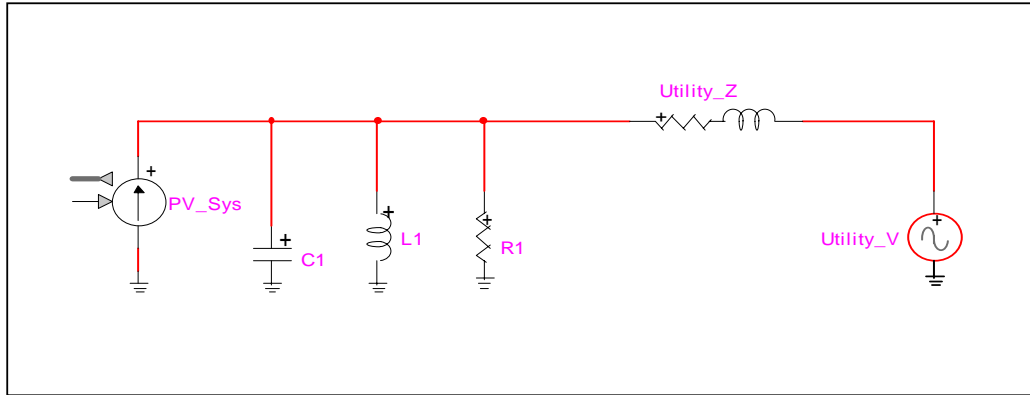 Utility_Z
PV_Sys
C1
L1
R1
Utility_V